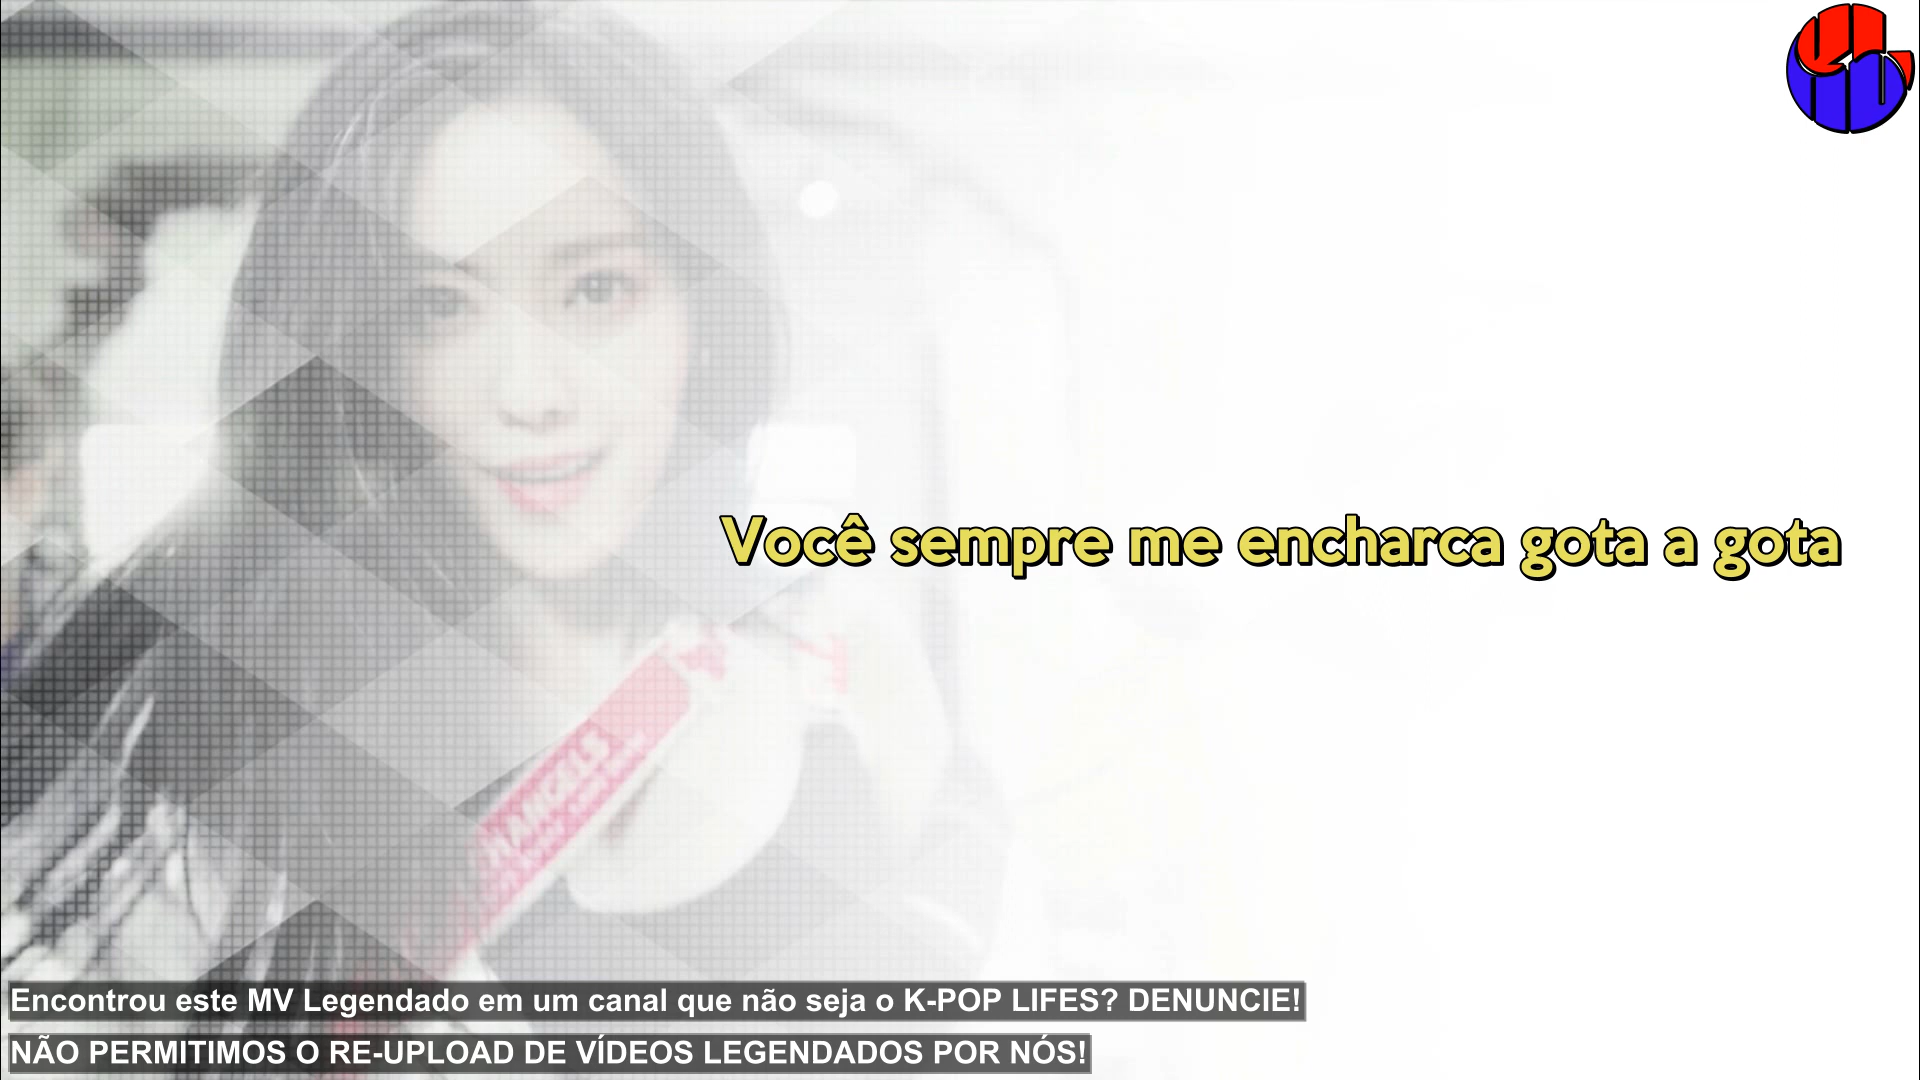 Você sempre me encharca gota a gota
ANGELS
Encontrou este MV Legendado em um canal que não seja o K-POP LIFES? DENUNCIE!
NÃO PERMITIMOS O RE-UPLOAD DE VÍDEOS LEGENDADOS POR NÓS!